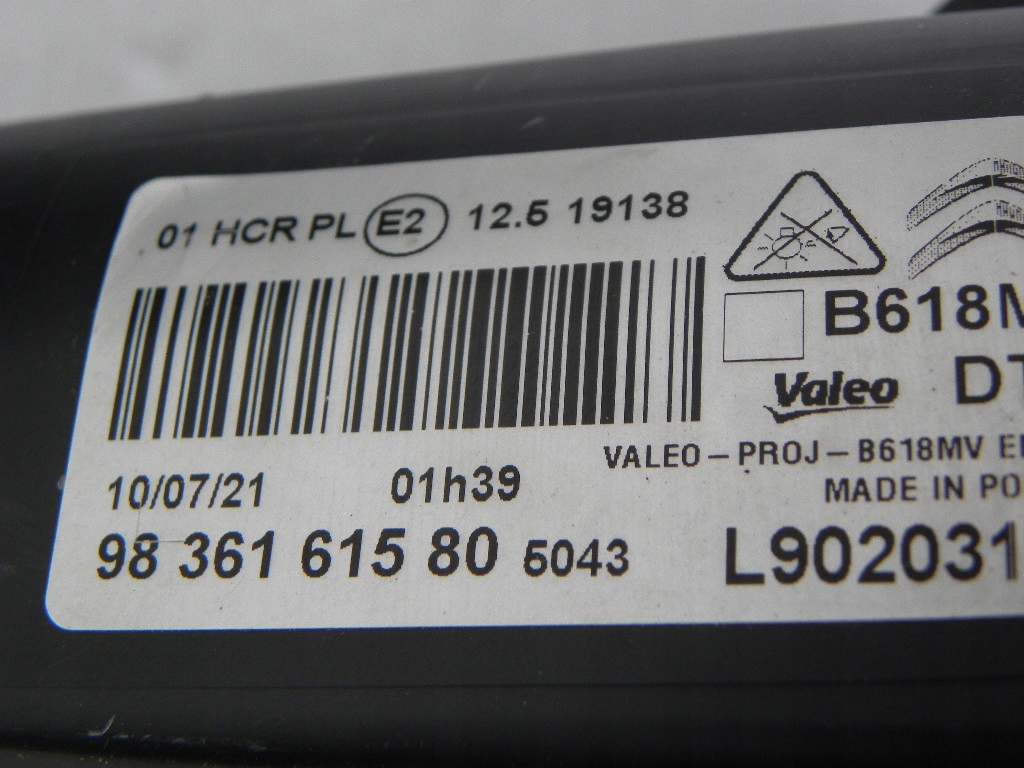 01 HCR PL E2 12.5 19138
B618M
Valeo DT
VALEO-PROJ-B618MV
10/07/21 01h39
MADE IN
98 361 615 80 5043 L902031